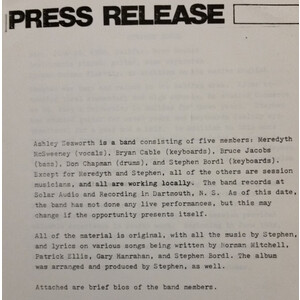 PRESS RELEASE
Ashley Sexworth is a band consisting of five members: Meredyth
McSweeney (vocals), Bryan Cable (keyboards), Bruce Jacobs
(bass), Don Chapman (drums), and Stephen Bordl (keyboards).
Except for Meredyth and Stephen, all of the others are session
musicians, and all are working locally. The band records at
Solar Audio and Recording in Dartmouth, N. S. As of this date,
the band has not done any live performances, but this may
change if the opportunity presents itself.
All of the material is original, with all the music by Stephen,
and lyrics on various songs being written by Norman Mitchell,
Patrick Ellis, Gary Hanrahan, and Stephen Bordl. The album
was arranged and produced by Stephen, as well.
Attached are brief bios of the band members.